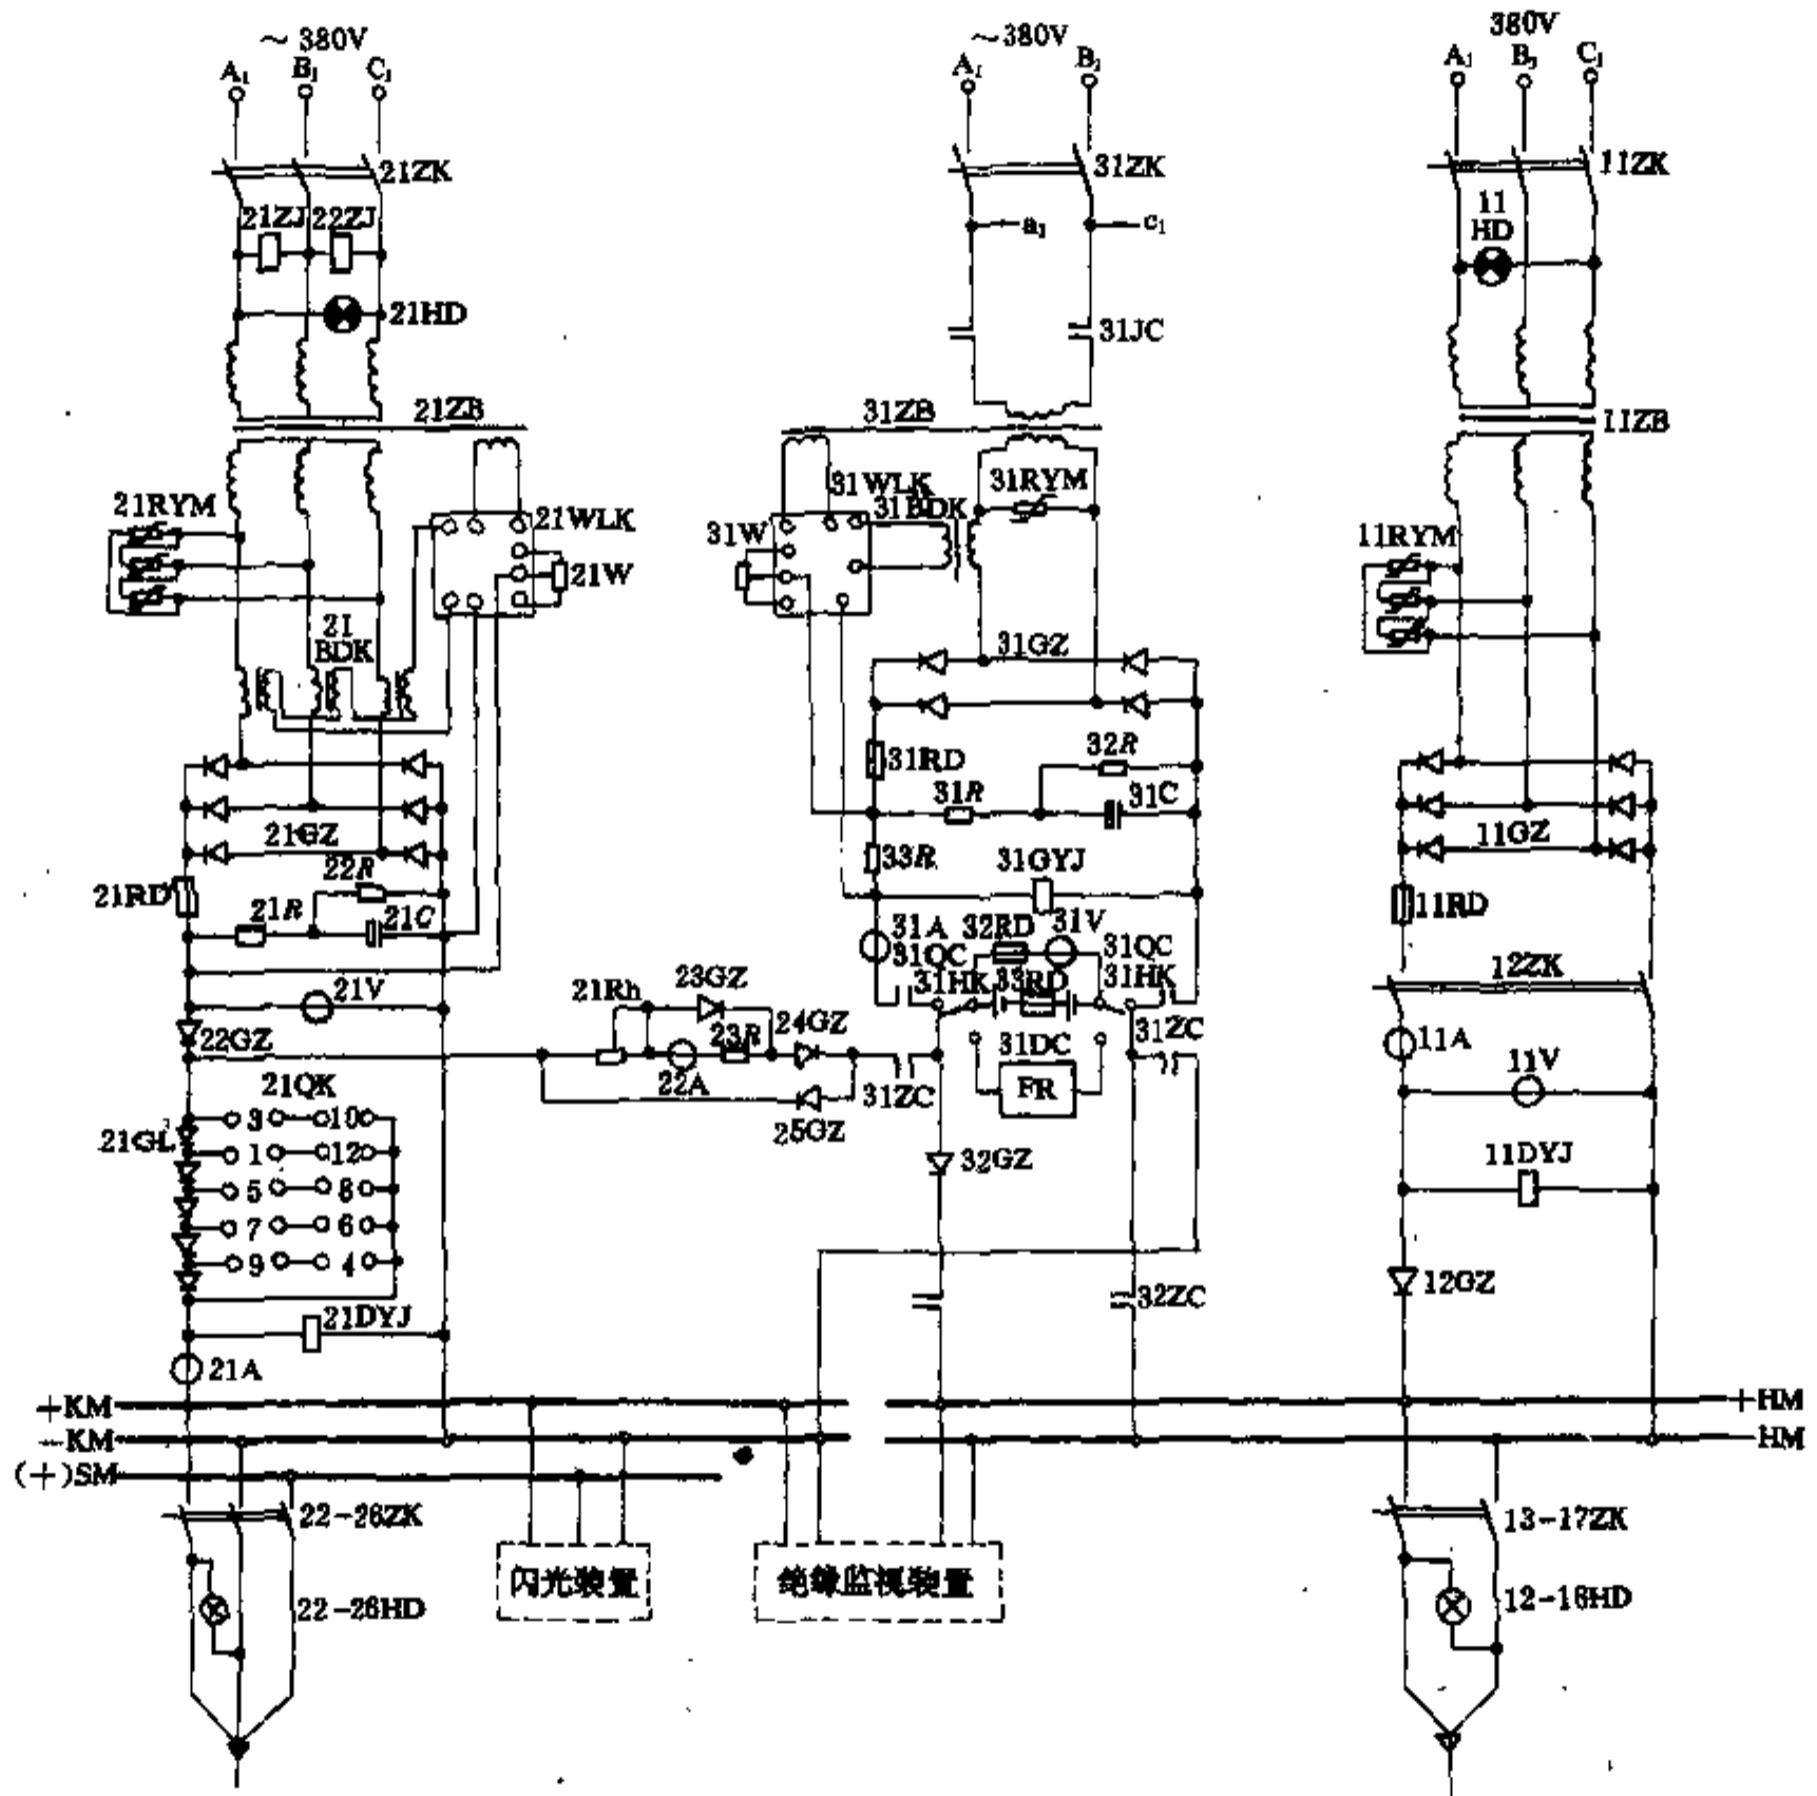 ～380V
A₁ B₁ C₁
21ZK
21ZJ 22ZJ
21HD
21ZB
21RYM
21WLK
21W
21
BDK
21GZ
22R
21RD
21R
21C
21V
22GZ
21QK
21GL
3 10
1 12
5 8
7 6
9 4
21DYJ
21A
～380V
31ZK
a₁
c₁
31JC
31ZB
31WLK
31RYM
31BDK
31W
31GZ
31RD
32R
31R
31C
33R
31GYJ
31A
32RD
31V
31QC
31QC
31HK
33RD
31HK
31DC
31ZC
FR
21Rh
23GZ
23R
24GZ
22A
31ZC
25GZ
32GZ
32ZC
380V
11ZK
11
HD
11ZB
11RYM
11GZ
11RD
12ZK
11A
11V
11DYJ
12GZ
+KM
+HM
-KM
-HM
(+)SM
22-26ZK
22-26HD
闪光装置
绝缘监视装置
13-17ZK
12-16HD